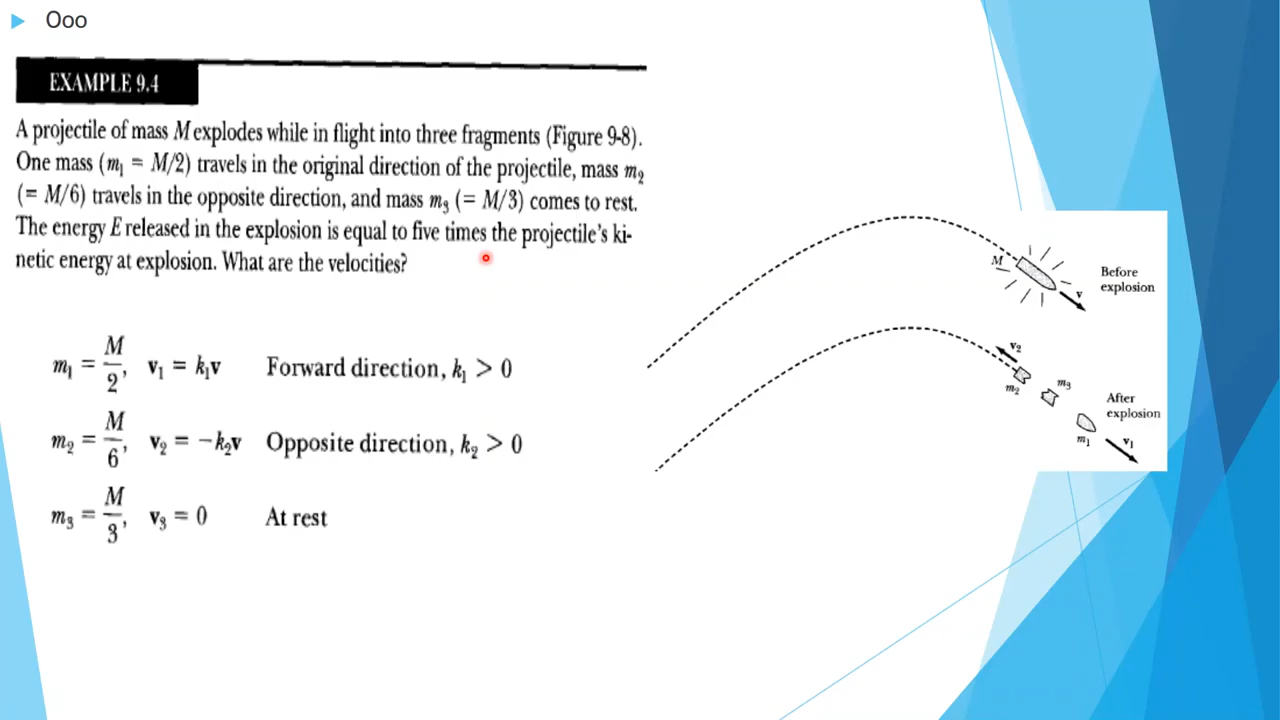 Ooo
EXAMPLE 9.4
A projectile of mass M explodes while in flight into three fragments (Figure 9-8).
One mass (m₁ = M/2) travels in the original direction of the projectile, mass m₂
(= M/6) travels in the opposite direction, and mass m₃ (= M/3) comes to rest.
The energy E released in the explosion is equal to five times the projectile's ki-
netic energy at explosion. What are the velocities?
m₁ = M/2, v₁ = k₁v Forward direction, k₁ > 0
m₂ = M/6, v₂ = −k₂v Opposite direction, k₂ > 0
m₃ = M/3, v₃ = 0 At rest
M
v
Before
explosion
v₂
m₂
m₃
m₁
v₁
After
explosion